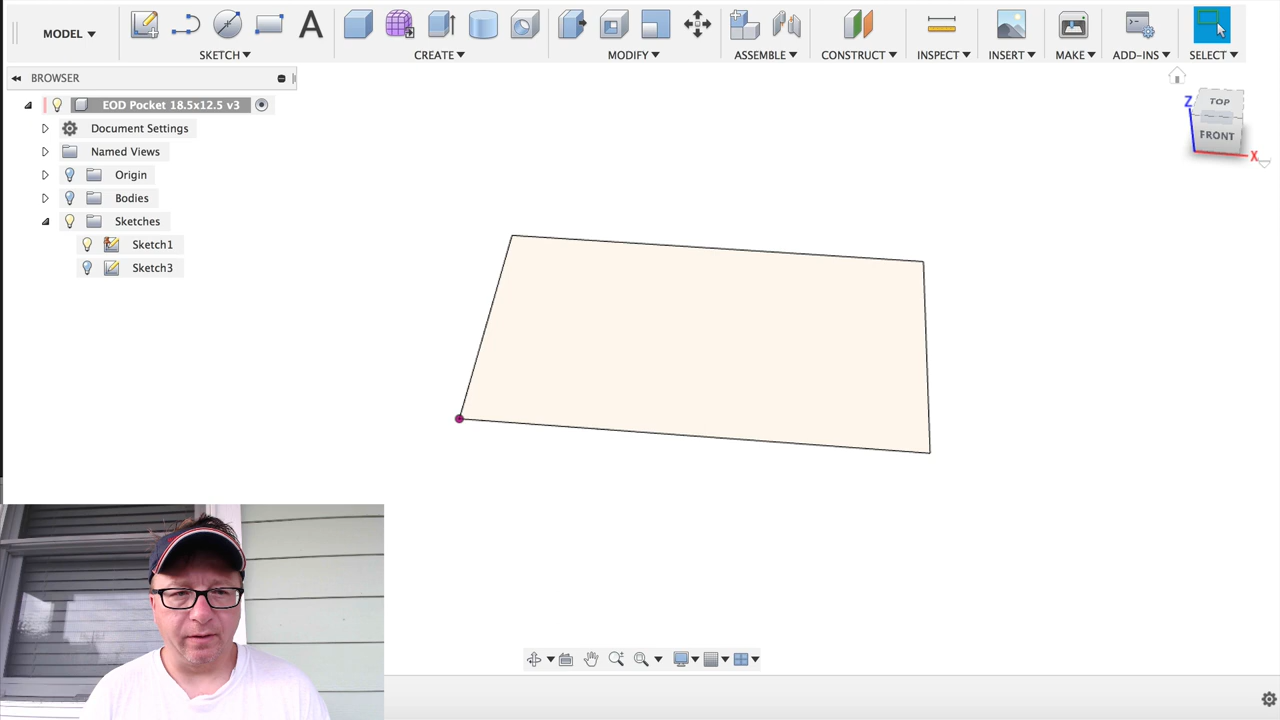 MODEL
SKETCH
CREATE
MODIFY
ASSEMBLE
CONSTRUCT
INSPECT
INSERT
MAKE
ADD-INS
SELECT
BROWSER
EOD Pocket 18.5x12.5 v3
Document Settings
Named Views
Origin
Bodies
Sketches
Sketch1
Sketch3
TOP
Z
FRONT
X